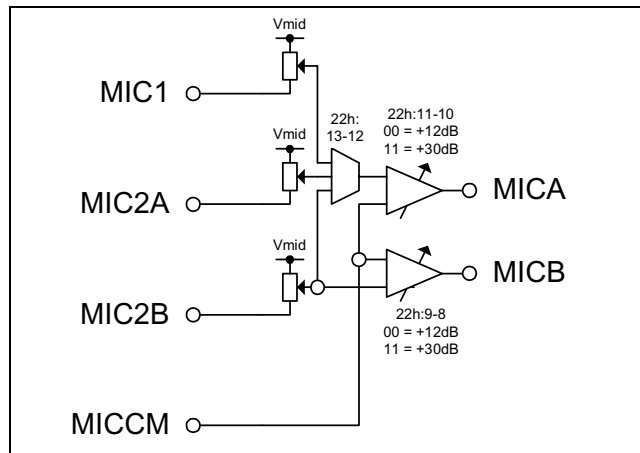 Vmid
MIC1
22h:
13-12
22h:11-10
00 = +12dB
11 = +30dB
Vmid
MIC2A
MICA
Vmid
MIC2B
MICB
22h:9-8
00 = +12dB
11 = +30dB
MICCM